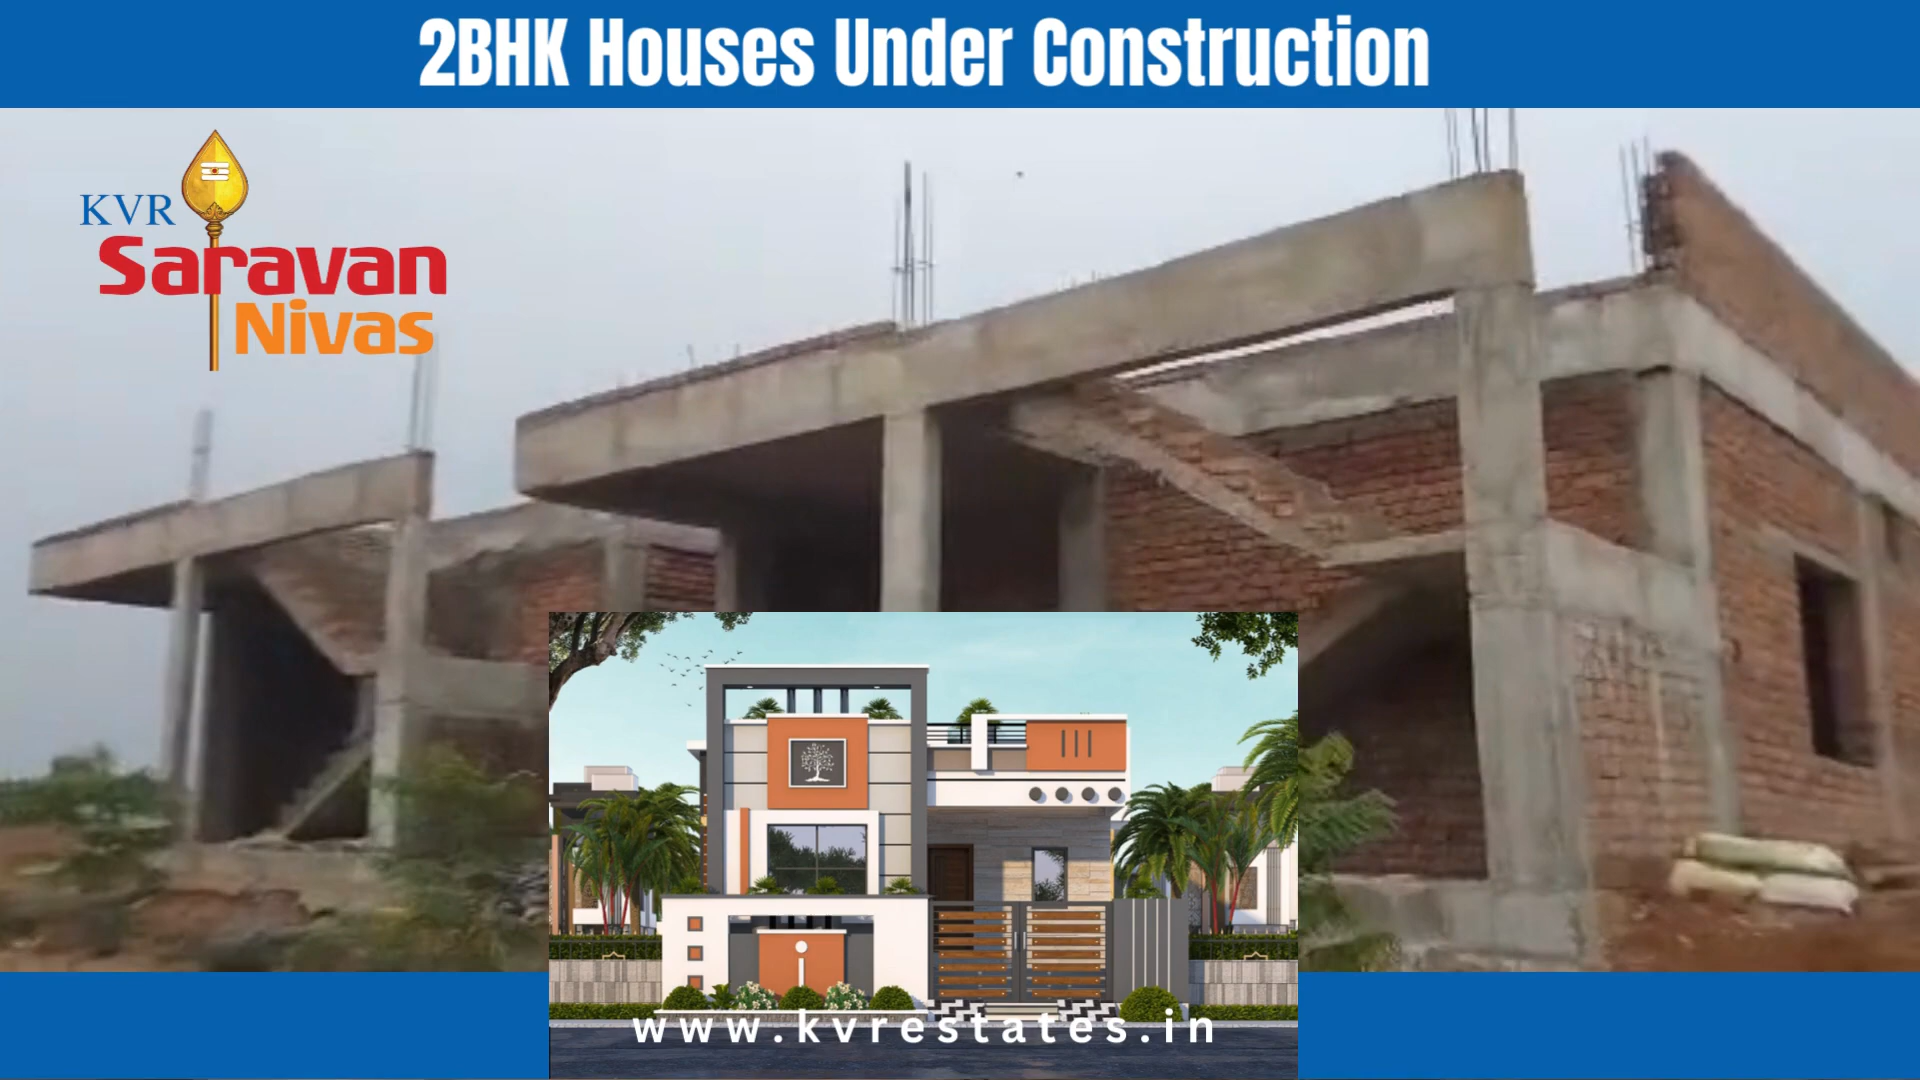 2BHK Houses Under Construction
KVR
Saravan
Nivas
www.kvrestates.in